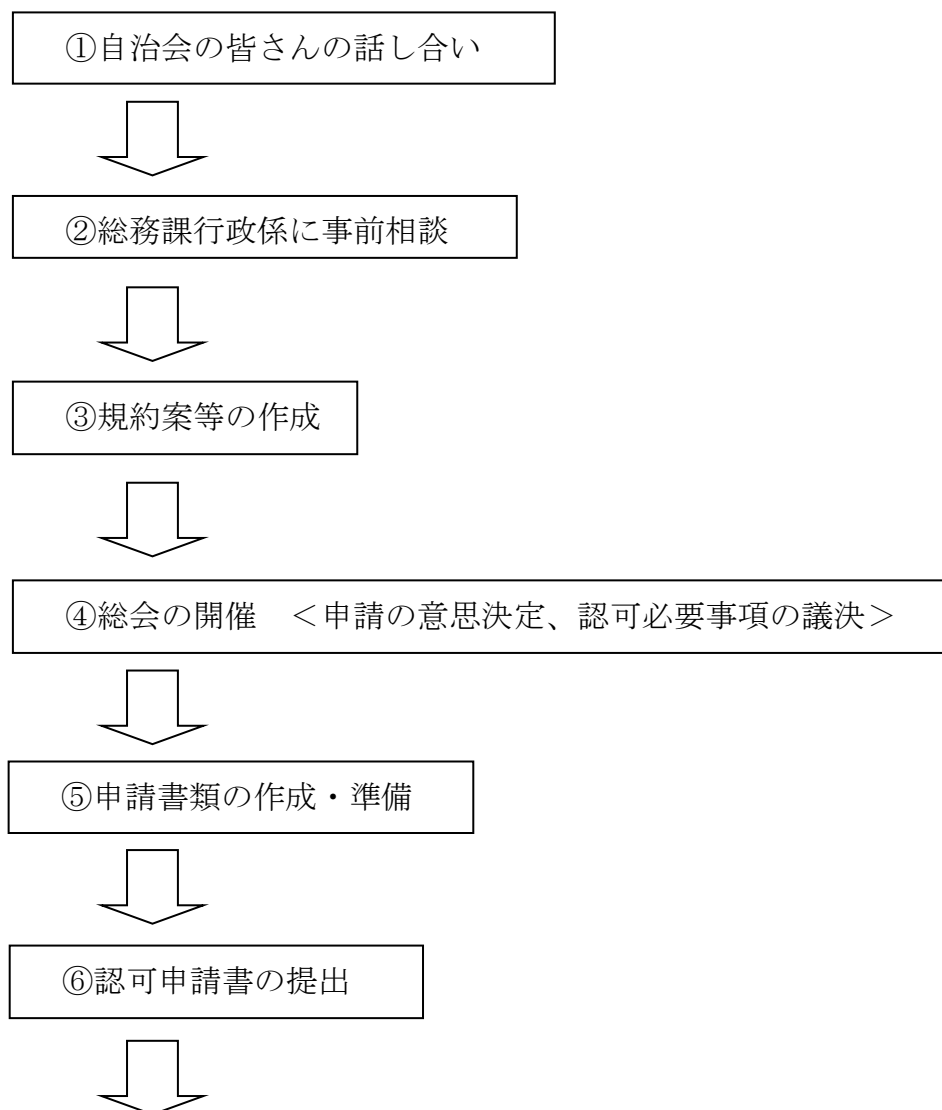 ①自治会の皆さんの話し合い
②総務課行政係に事前相談
③規約案等の作成
④総会の開催　＜申請の意思決定、認可必要事項の議決＞
⑤申請書類の作成・準備
⑥認可申請書の提出